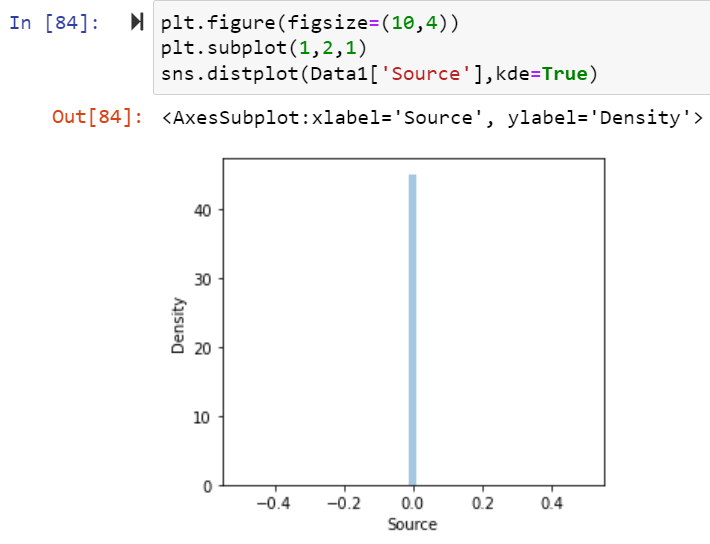 In [84]:
plt.figure(figsize=(10,4))
plt.subplot(1,2,1)
sns.distplot(Data1['Source'],kde=True)
Out[84]: <AxesSubplot:xlabel='Source', ylabel='Density'>
Density
40
30
20
10
0
−0.4 −0.2 0.0 0.2 0.4
Source